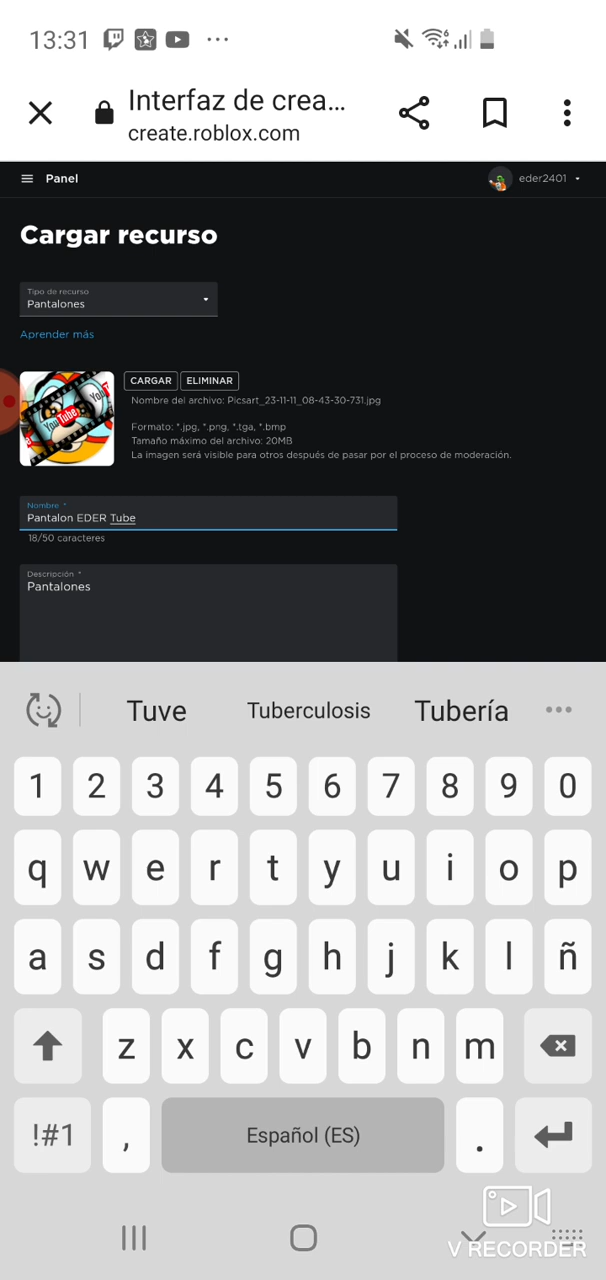 13:31
Interfaz de crea...
create.roblox.com
Panel
eder2401
Cargar recurso
Tipo de recurso
Pantalones
Aprender más
CARGAR ELIMINAR
Nombre del archivo: Picsart_23-11-11_08-43-30-731.jpg
YouTube
You
Formato: *.jpg, *.png, *.tga, *.bmp
Tamaño máximo del archivo: 20MB
La imagen será visible para otros después de pasar por el proceso de moderación.
Nombre *
Pantalon EDER Tube
18/50 caracteres
Descripción *
Pantalones
Tuve Tuberculosis Tubería
1 2 3 4 5 6 7 8 9 0
q w e r t y u i o p
a s d f g h j k l ñ
z x c v b n m
!#1 , Español (ES) .
V RECORDER